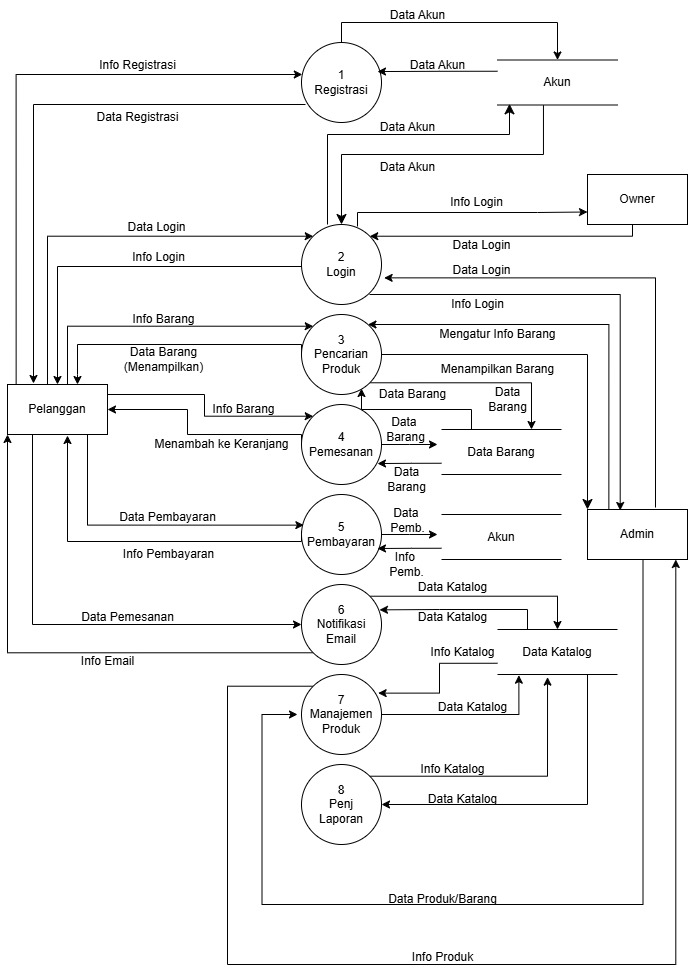 Data Akun
Info Registrasi
1
Registrasi
Data Akun
Akun
Data Registrasi
Data Akun
Data Akun
Info Login
Owner
Data Login
2
Login
Data Login
Info Login
Data Login
Info Login
Info Barang
3
Pencarian
Produk
Mengatur Info Barang
Data Barang
(Menampilkan)
Menampilkan Barang
Data Barang
Data
Barang
Pelanggan
Info Barang
4
Pemesanan
Data
Barang
Menambah ke Keranjang
Data Barang
Data
Barang
Data Pembayaran
5
Pembayaran
Data
Pemb.
Akun
Admin
Info Pembayaran
Info
Pemb.
Data Katalog
6
Notifikasi
Email
Data Pemesanan
Data Katalog
Info Email
Info Katalog
Data Katalog
7
Manajemen
Produk
Data Katalog
Info Katalog
8
Penj
Laporan
Data Katalog
Data Produk/Barang
Info Produk